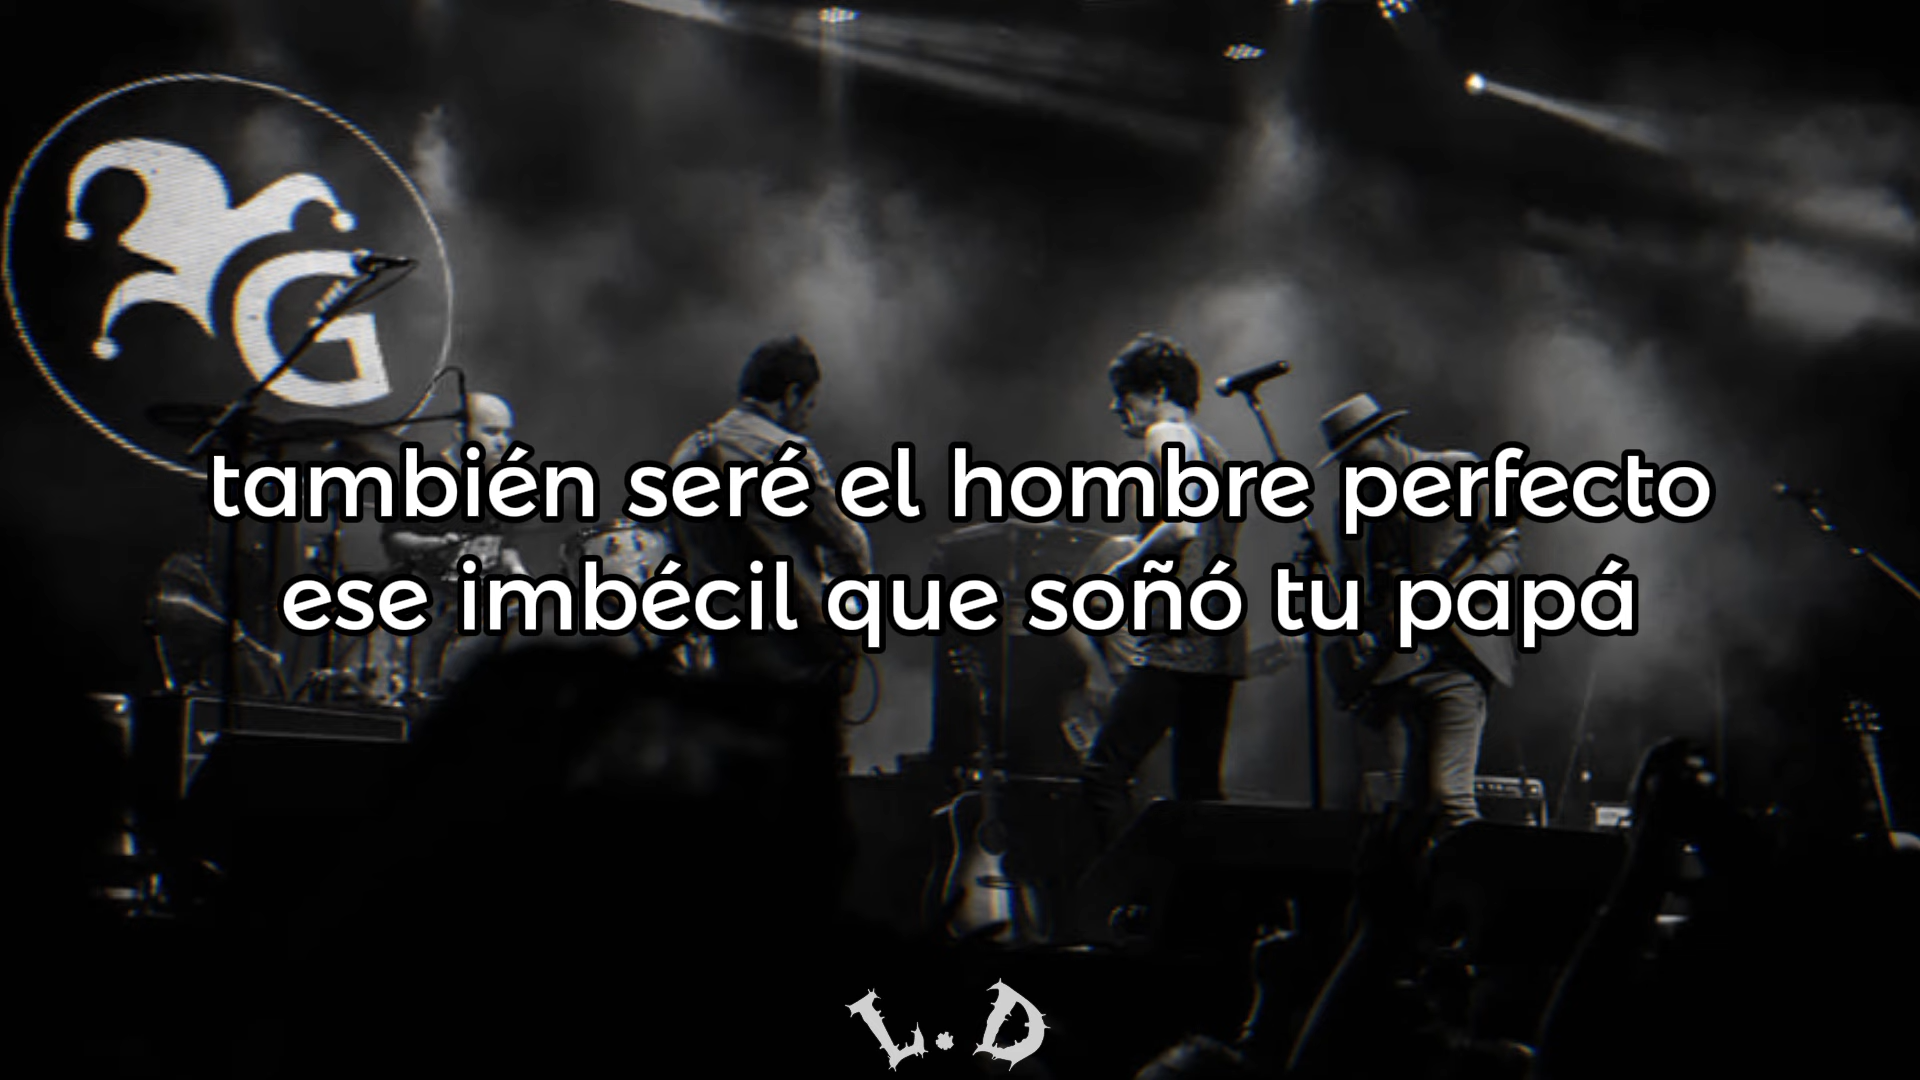 G
también seré el hombre perfecto
ese imbécil que soñó tu papá
L.D